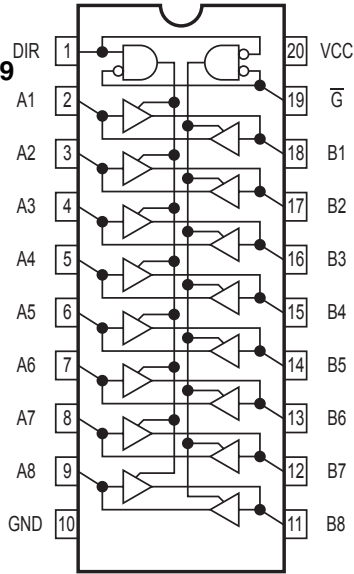 DIR 1 20 VCC
9
A1 2 19 G̅
A2 3 18 B1
A3 4 17 B2
A4 5 16 B3
A5 6 15 B4
A6 7 14 B5
A7 8 13 B6
A8 9 12 B7
GND 10 11 B8